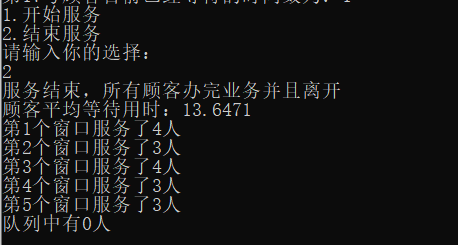 1.开始服务
2.结束服务
请输入你的选择:
2
服务结束，所有顾客办完业务并且离开
顾客平均等待用时：13.6471
第1个窗口服务了4人
第2个窗口服务了3人
第3个窗口服务了4人
第4个窗口服务了3人
第5个窗口服务了3人
队列中有0人